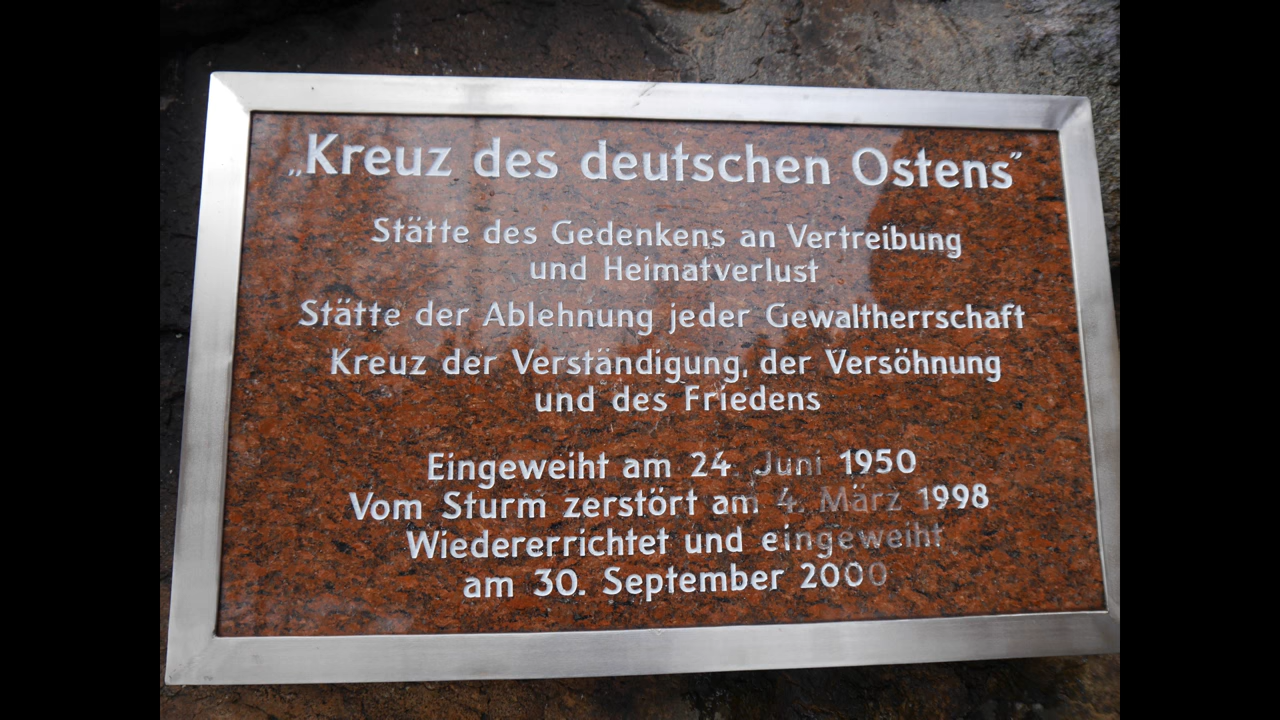 „Kreuz des deutschen Ostens”
Stätte des Gedenkens an Vertreibung
und Heimatverlust
Stätte der Ablehnung jeder Gewaltherrschaft
Kreuz der Verständigung, der Versöhnung
und des Friedens
Eingeweiht am 24. Juni 1950
Vom Sturm zerstört am 4. März 1998
Wiedererrichtet und eingeweiht
am 30. September 2000